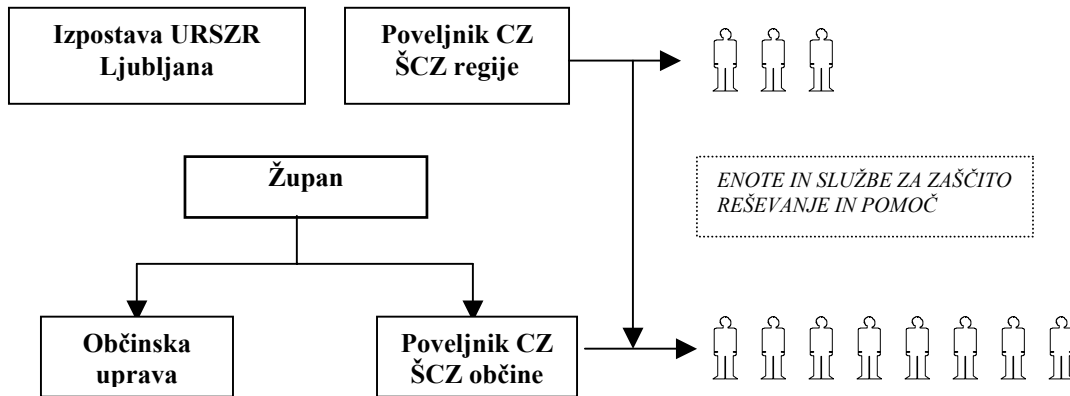 Izpostava URSZR
Ljubljana
Poveljnik CZ
ŠCZ regije
Župan
ENOTE IN SLUŽBE ZA ZAŠČITO
REŠEVANJE IN POMOČ
Občinska
uprava
Poveljnik CZ
ŠCZ občine